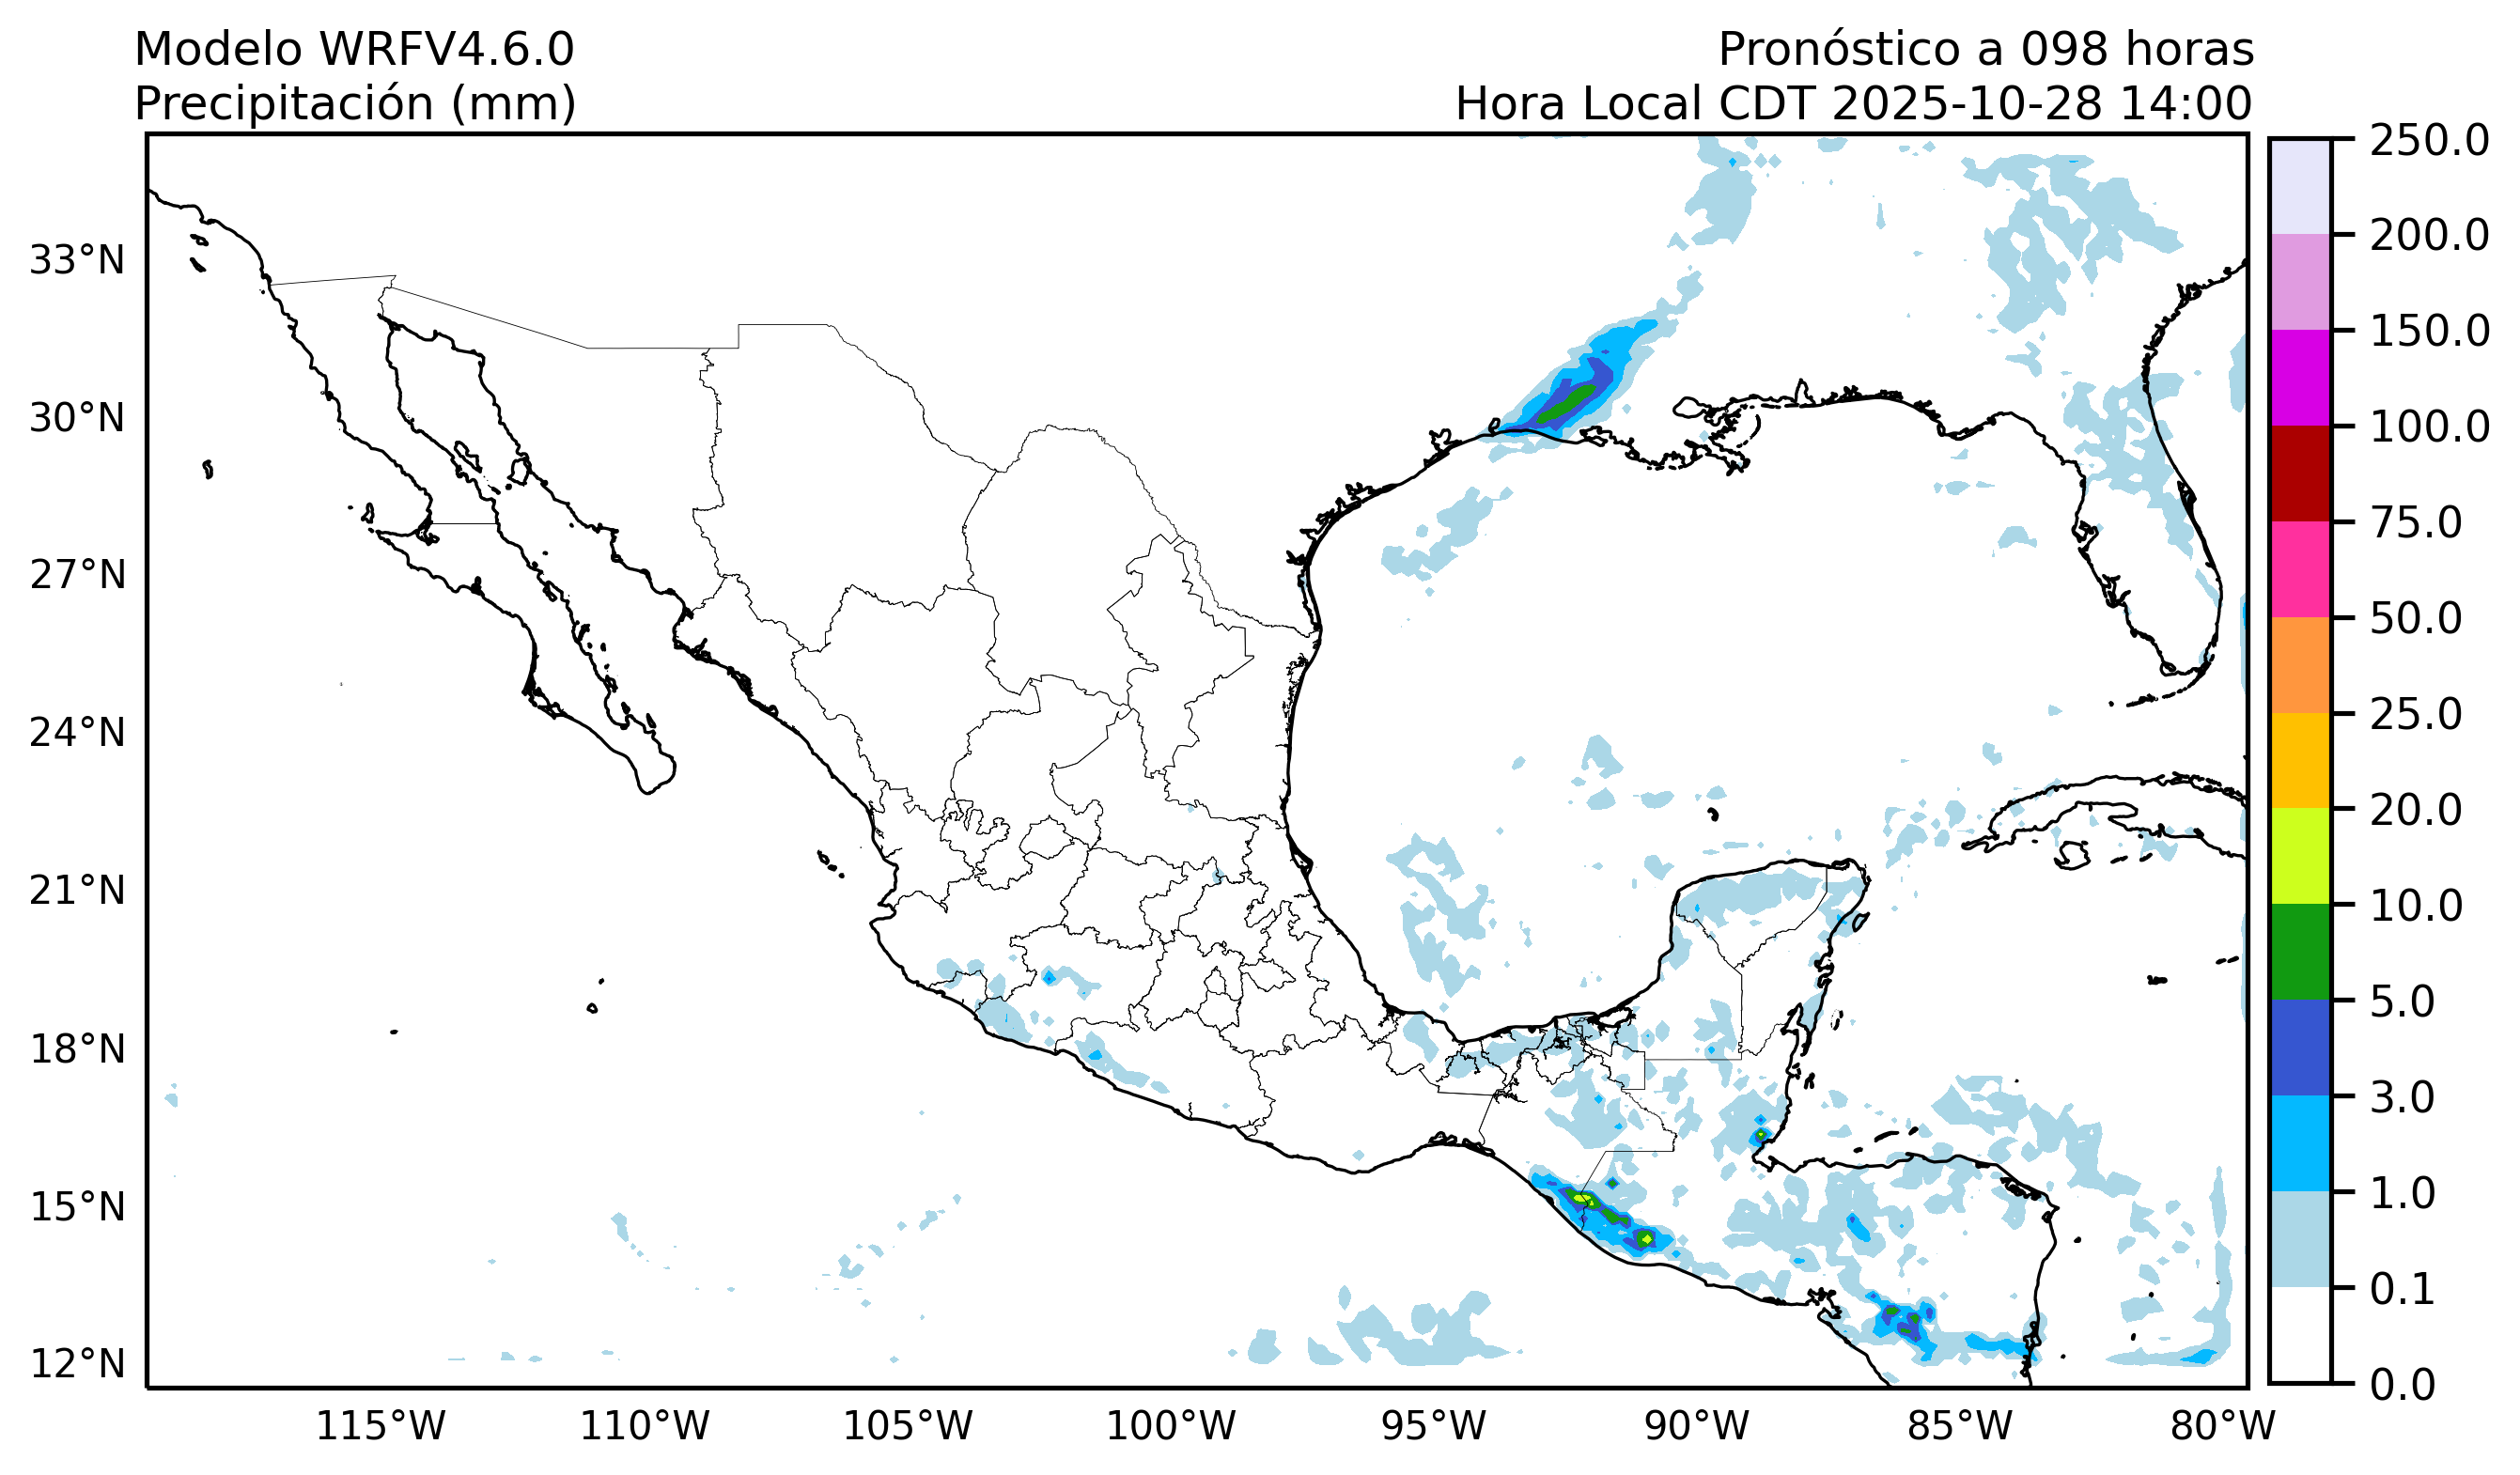 Modelo WRFV4.6.0
Precipitación (mm)
Pronóstico a 098 horas
Hora Local CDT 2025-10-28 14:00
33°N
30°N
27°N
24°N
21°N
18°N
15°N
12°N
115°W
110°W
105°W
100°W
95°W
90°W
85°W
80°W
250.0
200.0
150.0
100.0
75.0
50.0
25.0
20.0
10.0
5.0
3.0
1.0
0.1
0.0